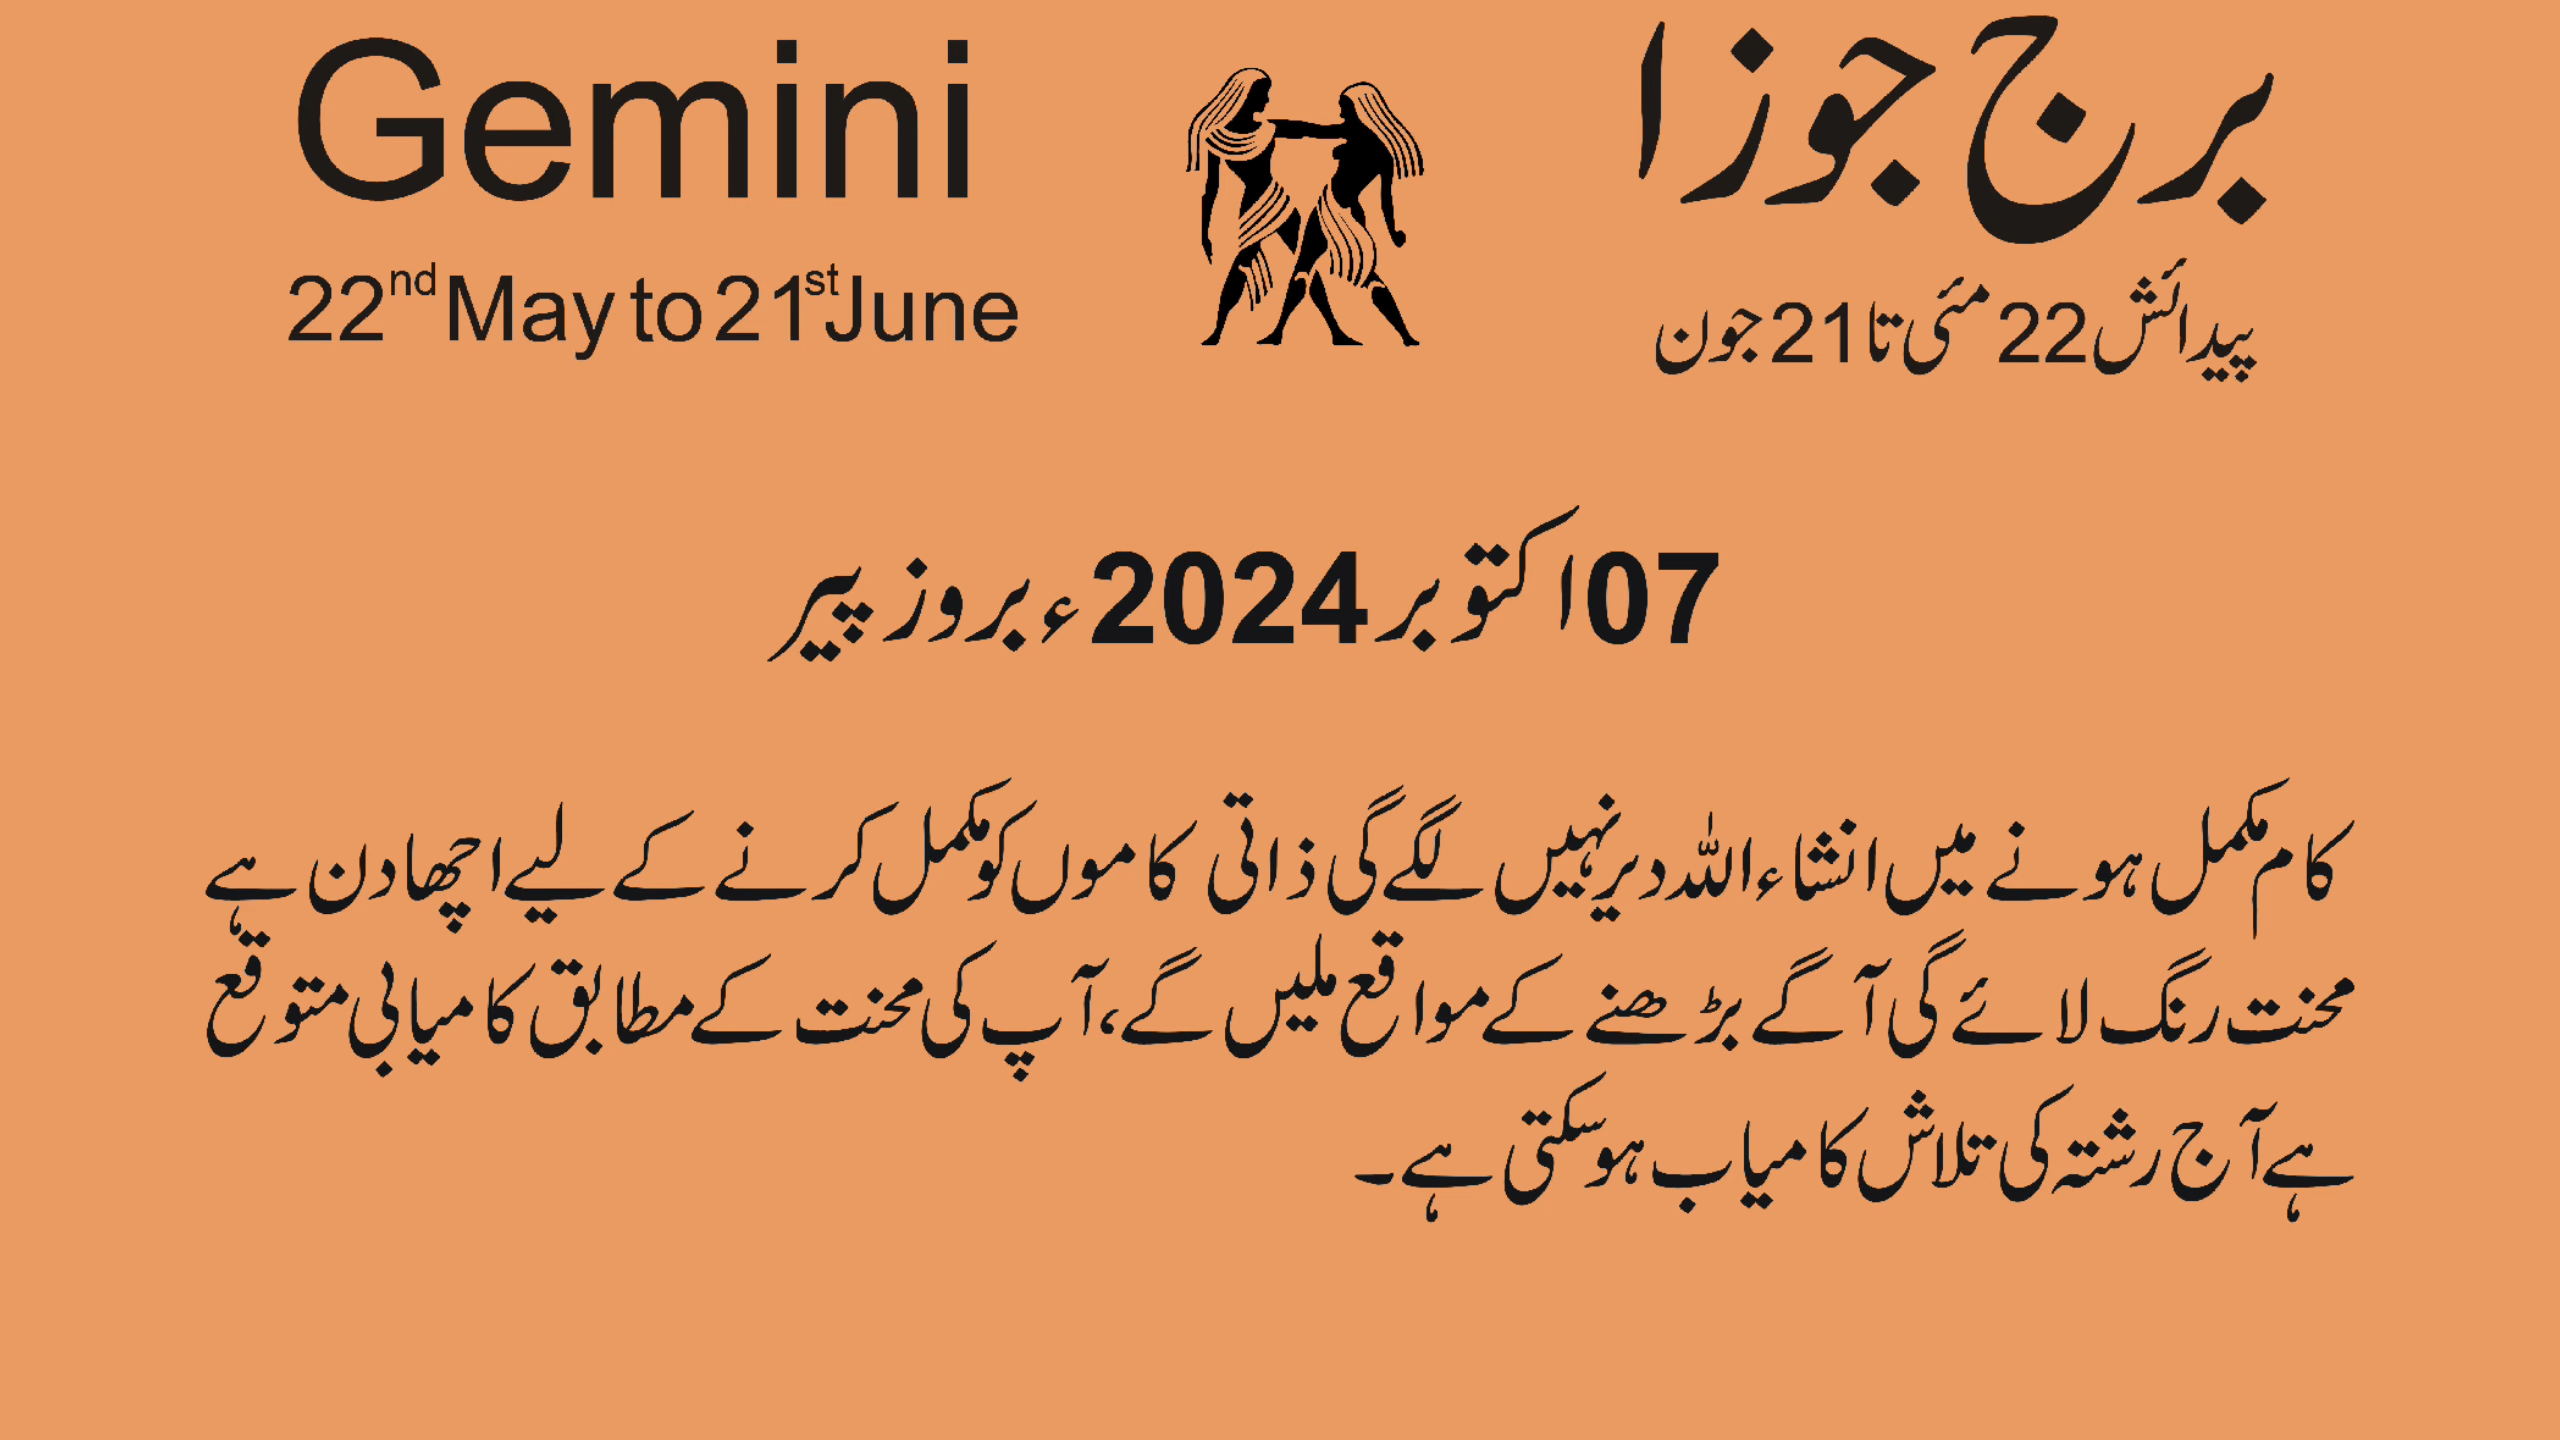 Gemini
برج جوزا
22nd May to 21st June
پیدائش 22 مئی تا 21 جون
07 اکتوبر 2024ء بروز پیر
کام مکمل ہونے میں انشاء اللہ دیر نہیں لگے گی ذاتی کاموں کو مکمل کرنے کے لیے اچھا دن ہے
محنت رنگ لائے گی آگے بڑھنے کے مواقع ملیں گے، آپ کی محنت کے مطابق کامیابی متوقع
ہے آج رشتہ کی تلاش کامیاب ہوسکتی ہے۔